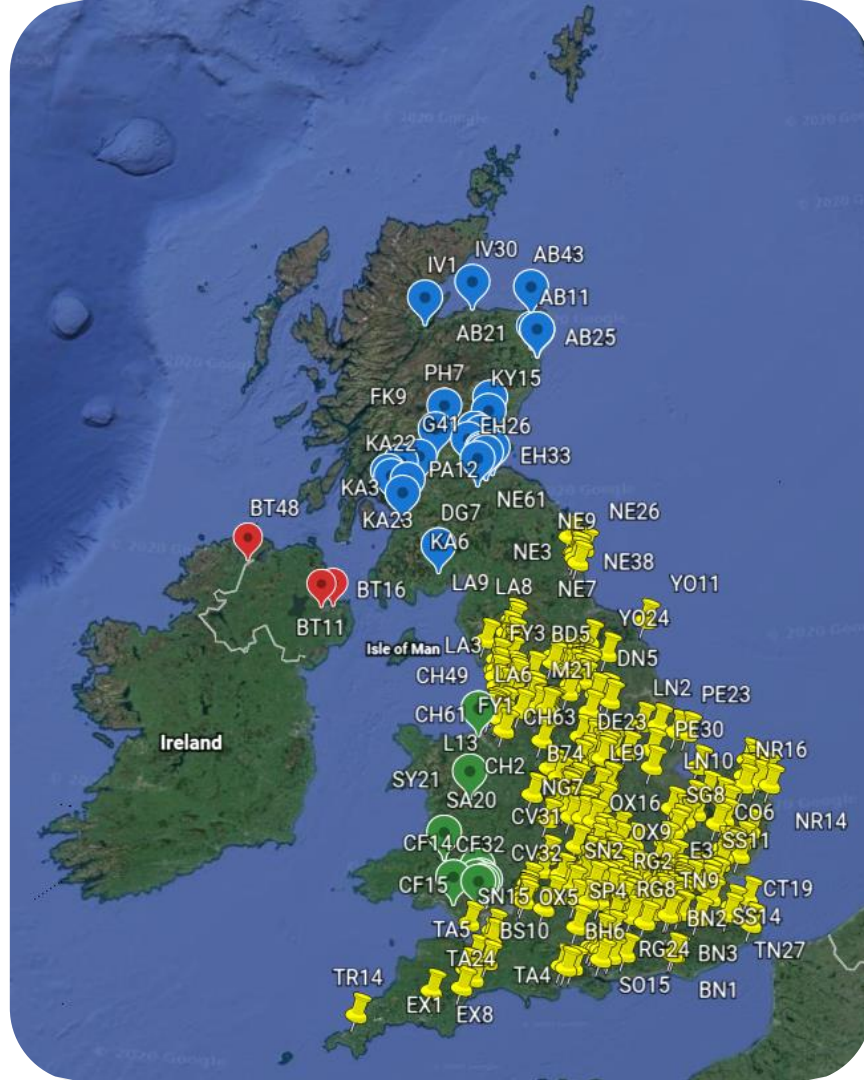 © 2020 Google
IV30
AB43
IV1
AB11
AB21
AB25
PH7
KY15
FK9
G41
EH26
KA22
EH33
PA12
KA3
NE61
BT48
KA23
DG7
NE26
NE9
KA6
NE3
NE38
BT16
LA9
LA8
NE7
YO11
BT11
YO24
FY3
BD5
LA3
Isle of Man
DN5
CH49
LA6
M21
LN2
PE23
FY1
CH61
CH63
DE23
PE30
Ireland
L13
B74
LE9
LN10
NR16
CH2
SY21
NG7
SA20
OX16
SG8
CV31
CO6
NR14
OX9
CF14
CF32
SS11
CV32
SN2
RG2
E3
CF15
SN15
OX5
SP4
RG8
TN9
CT19
BN2
SS14
TA5
BS10
BH6
RG24
BN3
TN27
TA24
TR14
TA4
SO15
BN1
EX1
EX8
© 2020 Google